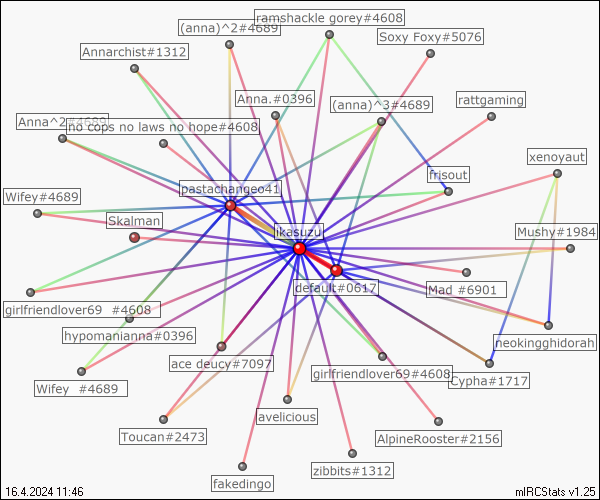 ramshackle gorey#4608
(anna)^2#4689
Soxy Foxy#5076
Annarchist#1312
Anna.#0396
(anna)^3#4689
rattgaming
Anna^2#4689
no cops no laws no hope#4608
xenoyaut
frisout
pastachangeo41
Wifey#4689
Skalman
ikasuzu
Mushy#1984
default#0617
Mad #6901
girlfriendlover69 #4608
hypomanianna#0396
neokingghidorah
ace deucy#7097
girlfriendlover69#4608
Cypha#1717
Wifey #4689
avelicious
Toucan#2473
AlpineRooster#2156
zibbits#1312
fakedingo
16.4.2024 11:46
mIRCStats v1.25